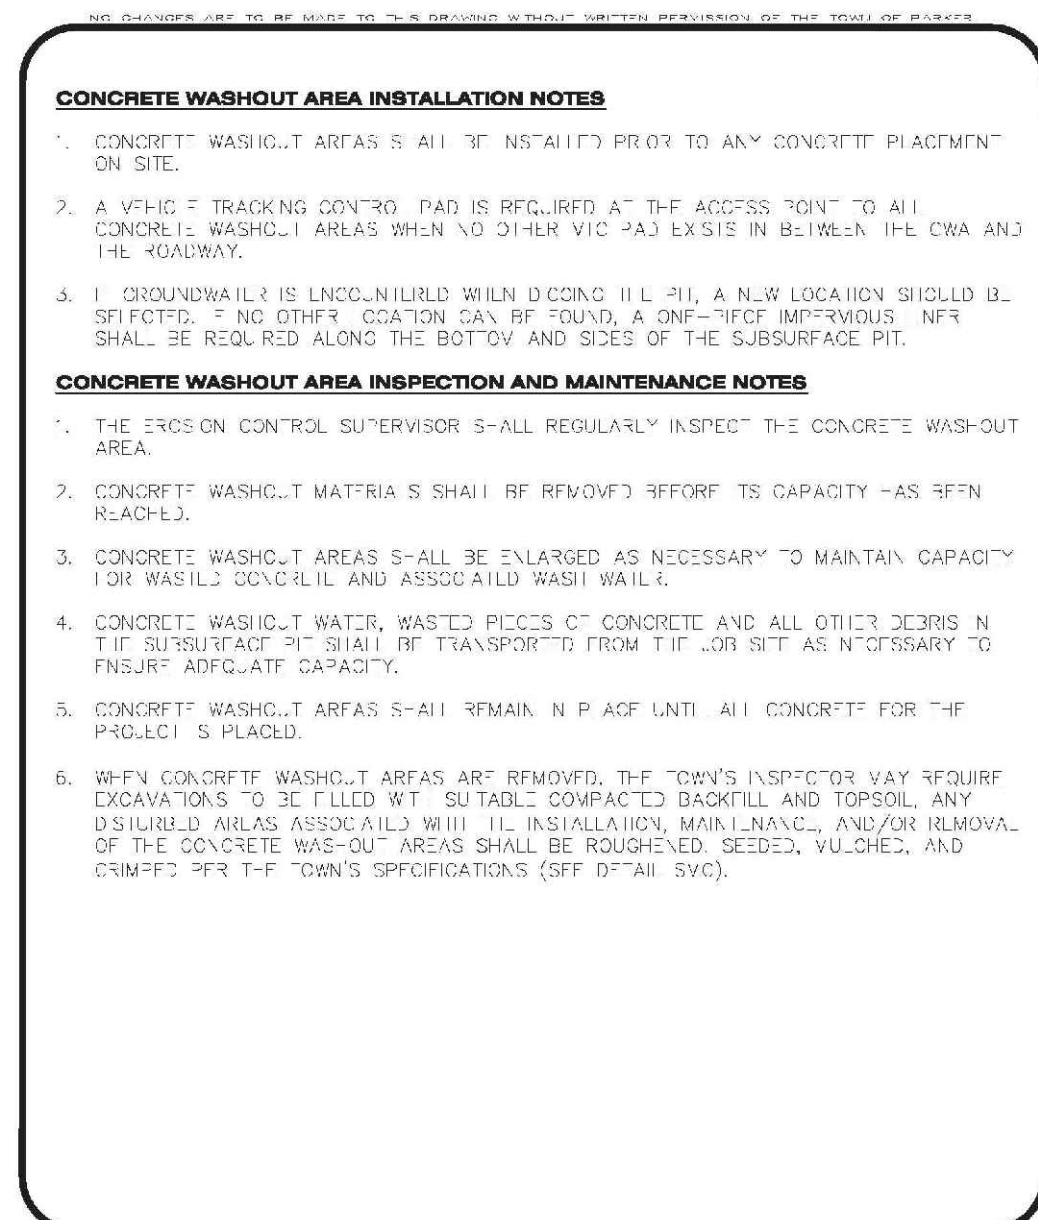 NO CHANGES ARE TO BE MADE TO THIS DRAWING WITHOUT WRITTEN PERMISSION OF THE TOWN OF PARKER
CONCRETE WASHOUT AREA INSTALLATION NOTES
1. CONCRETE WASHOUT AREAS SHALL BE INSTALLED PRIOR TO ANY CONCRETE PLACEMENT
ON SITE.
2. A VEHICLE TRACKING CONTROL PAD IS REQUIRED AT THE ACCESS POINT TO ALL
CONCRETE WASHOUT AREAS WHEN NO OTHER VTC PAD EXISTS IN BETWEEN THE CWA AND
THE ROADWAY.
3. IF GROUNDWATER IS ENCOUNTERED WHEN DIGGING THE PIT, A NEW LOCATION SHOULD BE
SELECTED. IF NO OTHER LOCATION CAN BE FOUND, A ONE-PIECE IMPERVIOUS LINER
SHALL BE REQUIRED ALONG THE BOTTOM AND SIDES OF THE SUBSURFACE PIT.
CONCRETE WASHOUT AREA INSPECTION AND MAINTENANCE NOTES
1. THE EROSION CONTROL SUPERVISOR SHALL REGULARLY INSPECT THE CONCRETE WASHOUT
AREA.
2. CONCRETE WASHOUT MATERIALS SHALL BE REMOVED BEFORE ITS CAPACITY HAS BEEN
REACHED.
3. CONCRETE WASHOUT AREAS SHALL BE ENLARGED AS NECESSARY TO MAINTAIN CAPACITY
FOR WASTED CONCRETE AND ASSOCIATED WASH WATER.
4. CONCRETE WASHOUT WATER, WASTED PIECES OF CONCRETE AND ALL OTHER DEBRIS IN
THE SUBSURFACE PIT SHALL BE TRANSPORTED FROM THE JOB SITE AS NECESSARY TO
ENSURE ADEQUATE CAPACITY.
5. CONCRETE WASHOUT AREAS SHALL REMAIN IN PLACE UNTIL ALL CONCRETE FOR THE
PROJECT IS PLACED.
6. WHEN CONCRETE WASHOUT AREAS ARE REMOVED, THE TOWN'S INSPECTOR MAY REQUIRE
EXCAVATIONS TO BE FILLED WITH SUITABLE COMPACTED BACKFILL AND TOPSOIL, ANY
DISTURBED AREAS ASSOCIATED WITH THE INSTALLATION, MAINTENANCE, AND/OR REMOVAL
OF THE CONCRETE WASHOUT AREAS SHALL BE ROUGHENED, SEEDED, MULCHED, AND
CRIMPED PER THE TOWN'S SPECIFICATIONS (SEE DETAIL SMC).